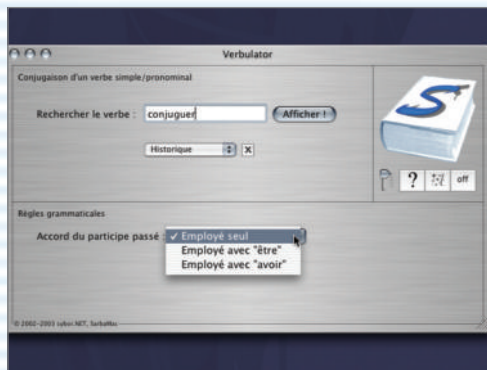 Verbulator
Conjugaison d'un verbe simple/pronominal
Rechercher le verbe : conjuguer Afficher !
Historique x
? off
Règles grammaticales
Accord du participe passé : ✓ Employé seul
Employé avec "être"
Employé avec "avoir"
© 2002-2003